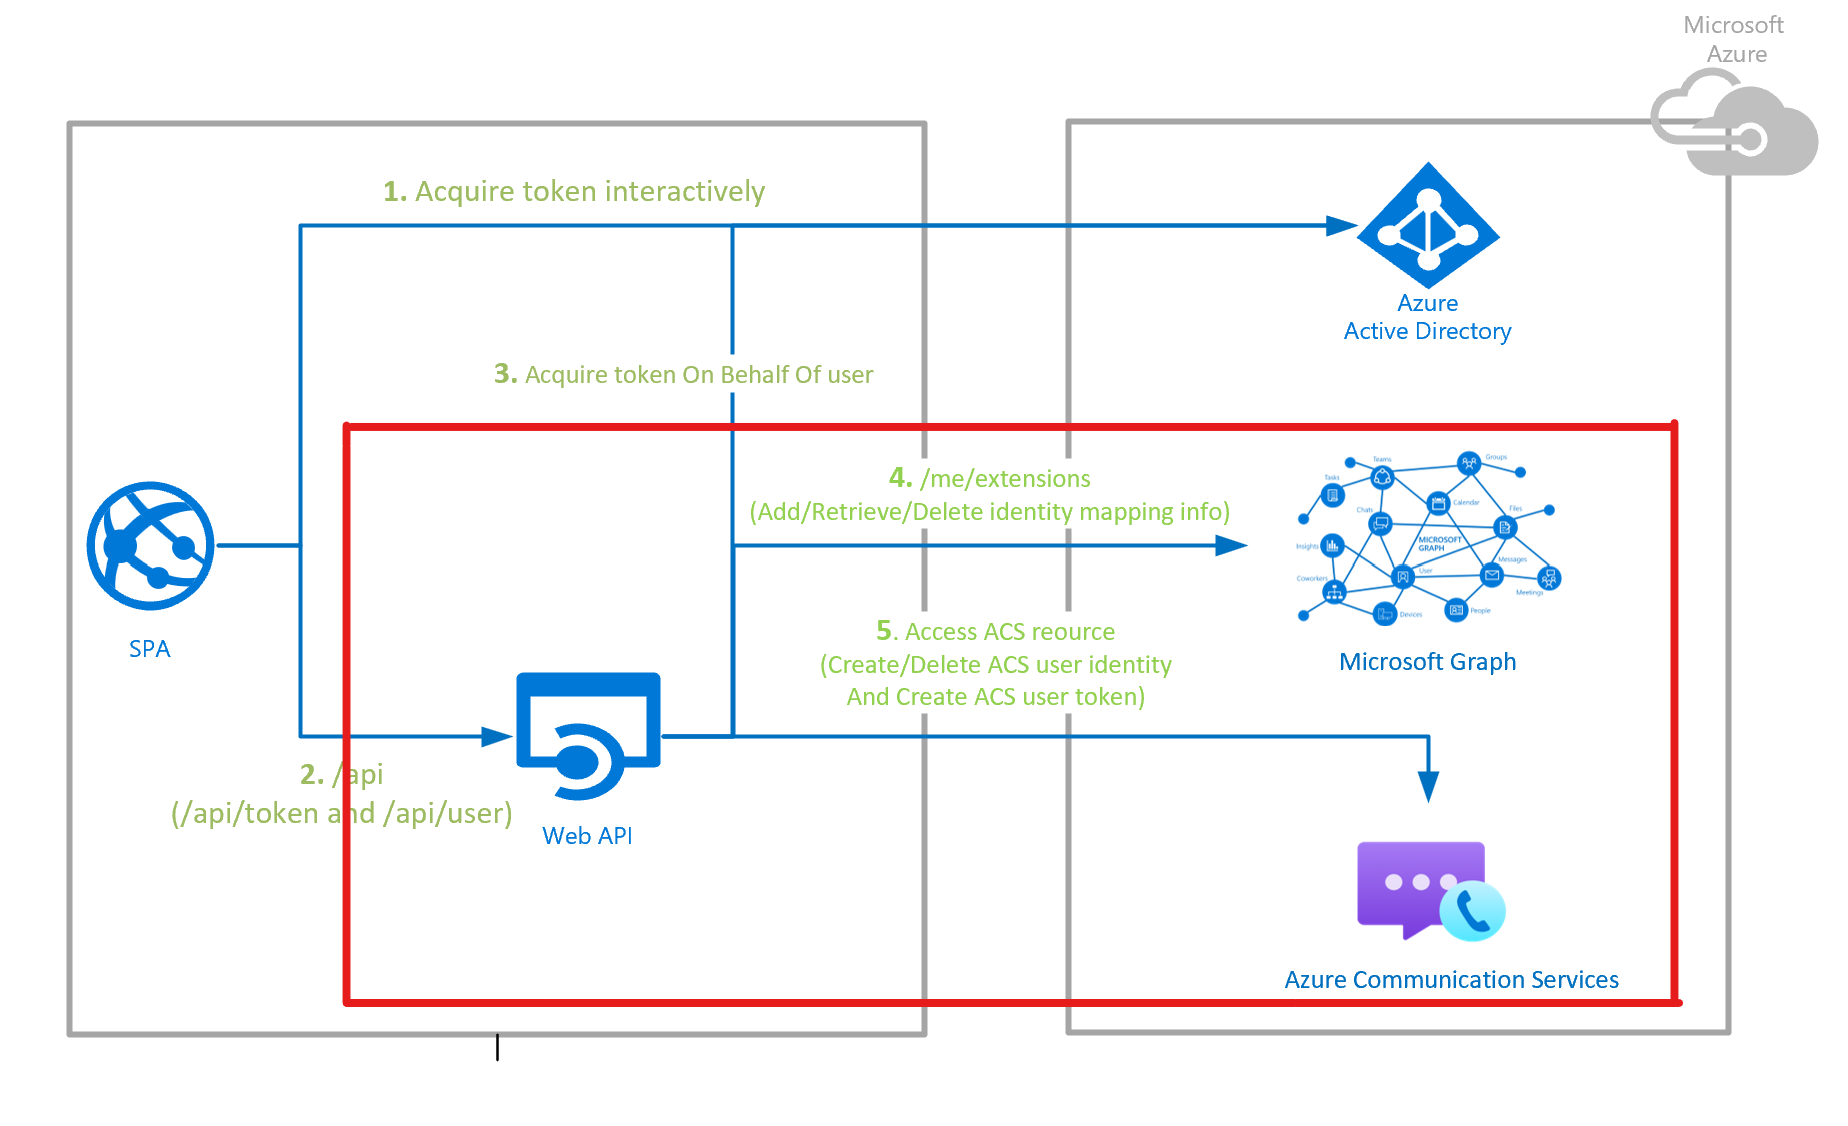 Microsoft
Azure
1. Acquire token interactively
Azure
Active Directory
3. Acquire token On Behalf Of user
4. /me/extensions
(Add/Retrieve/Delete identity mapping info)
Teams
Groups
Tasks
Calendar
Chats
Files
Insights
MICROSOFT
GRAPH
Messages
User
Coworkers
Meetings
Devices
People
Microsoft Graph
SPA
5. Access ACS reource
(Create/Delete ACS user identity
And Create ACS user token)
2. /api
(/api/token and /api/user)
Web API
Azure Communication Services